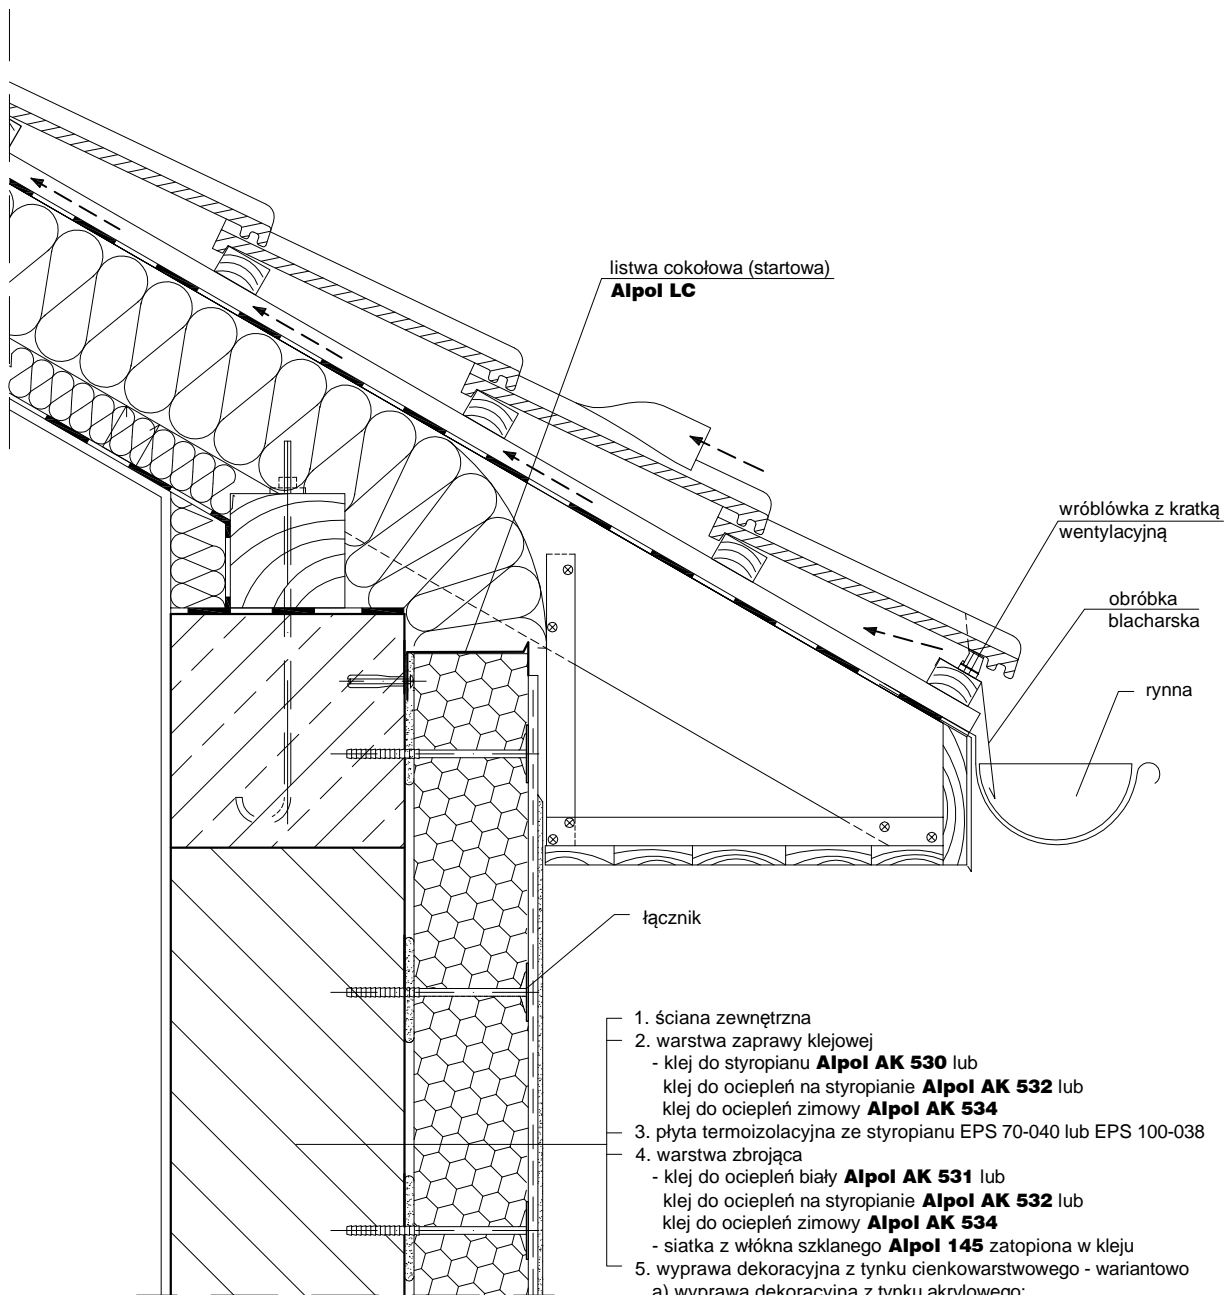 listwa cokołowa (startowa)
Alpol LC
wróblówka z kratką
wentylacyjną
obróbka
blacharska
rynna
łącznik
1. ściana zewnętrzna
2. warstwa zaprawy klejowej
- klej do styropianu Alpol AK 530 lub
klej do ociepleń na styropianie Alpol AK 532 lub
klej do ociepleń zimowy Alpol AK 534
3. płyta termoizolacyjna ze styropianu EPS 70-040 lub EPS 100-038
4. warstwa zbrojąca
- klej do ociepleń biały Alpol AK 531 lub
klej do ociepleń na styropianie Alpol AK 532 lub
klej do ociepleń zimowy Alpol AK 534
- siatka z włókna szklanego Alpol 145 zatopiona w kleju
5. wyprawa dekoracyjna z tynku cienkowarstwowego - wariantowo
a) wyprawa dekoracyjna z tynku akrylowego: